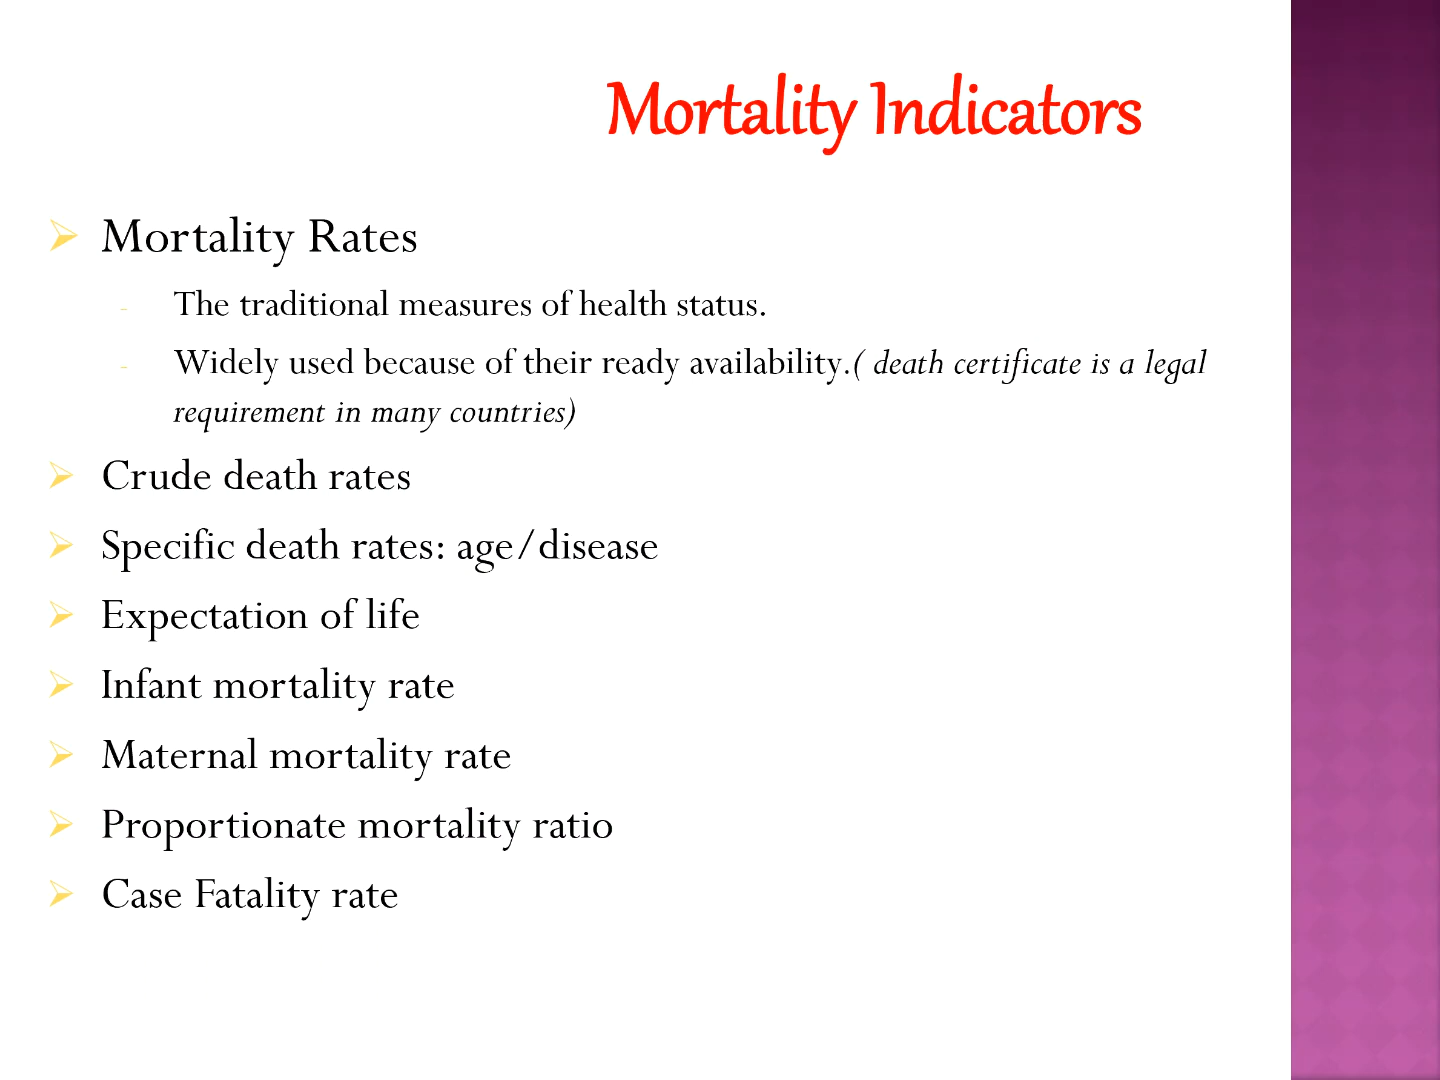 Mortality Indicators
➢ Mortality Rates
- The traditional measures of health status.
- Widely used because of their ready availability.( death certificate is a legal
requirement in many countries)
➢ Crude death rates
➢ Specific death rates: age/disease
➢ Expectation of life
➢ Infant mortality rate
➢ Maternal mortality rate
➢ Proportionate mortality ratio
➢ Case Fatality rate